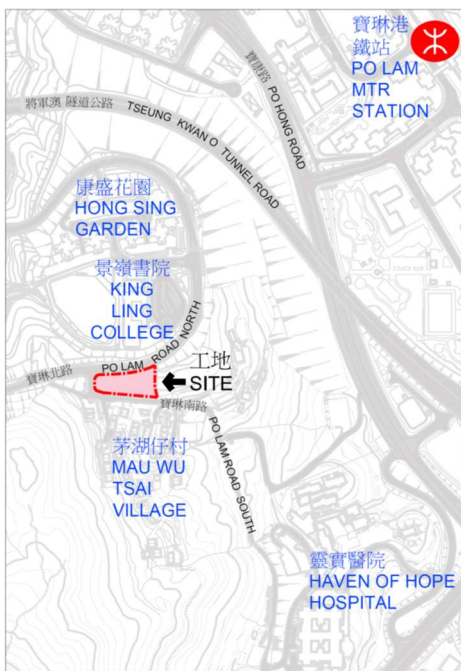 寶琳港
鐵站
PO LAM
MTR
STATION
寶康路 PO HONG ROAD
將軍澳 隧道公路 TSEUNG KWAN O TUNNEL ROAD
康盛花園
HONG SING
GARDEN
景嶺書院
KING
LING
COLLEGE
寶琳北路 PO LAM ROAD NORTH
工地
SITE
寶琳南路 PO LAM ROAD SOUTH
茅湖仔村
MAU WU
TSAI
VILLAGE
靈實醫院
HAVEN OF HOPE
HOSPITAL